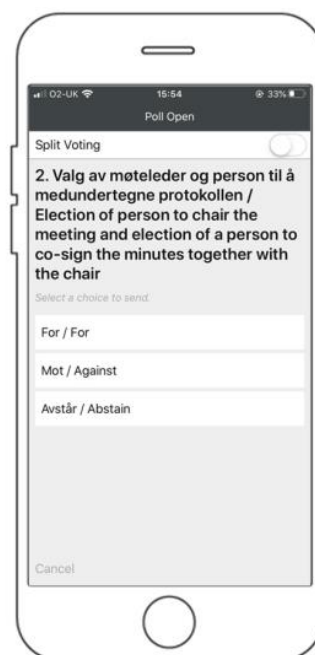 O2-UK 15:54 33%
Poll Open
Split Voting
2. Valg av møteleder og person til å
medundertegne protokollen /
Election of person to chair the
meeting and election of a person to
co-sign the minutes together with
the chair
Select a choice to send.
For / For
Mot / Against
Avstår / Abstain
Cancel